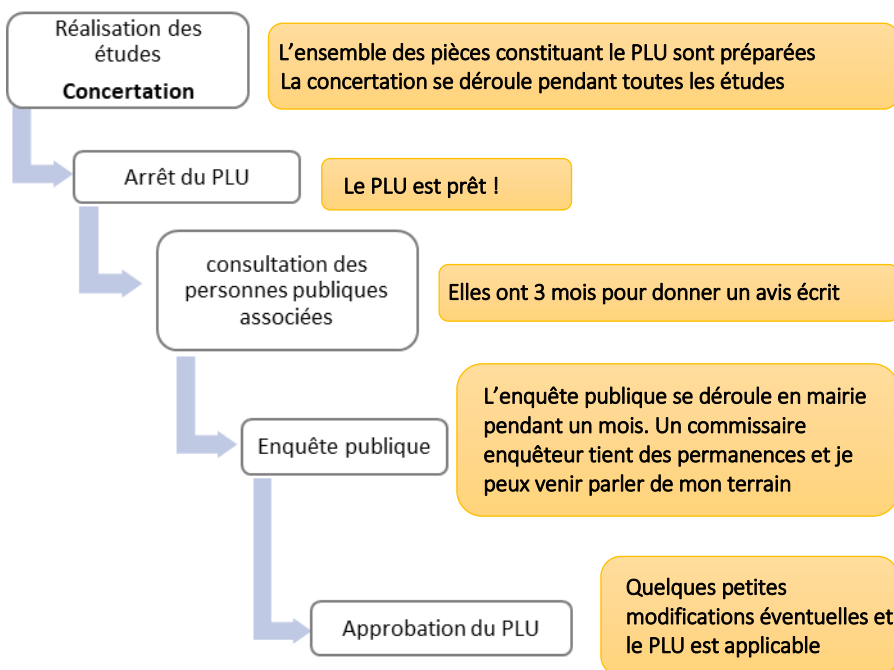 Réalisation des
études
Concertation
L'ensemble des pièces constituant le PLU sont préparées
La concertation se déroule pendant toutes les études
Arrêt du PLU
Le PLU est prêt !
consultation des
personnes publiques
associées
Elles ont 3 mois pour donner un avis écrit
Enquête publique
L'enquête publique se déroule en mairie
pendant un mois. Un commissaire
enquêteur tient des permanences et je
peux venir parler de mon terrain
Approbation du PLU
Quelques petites
modifications éventuelles et
le PLU est applicable